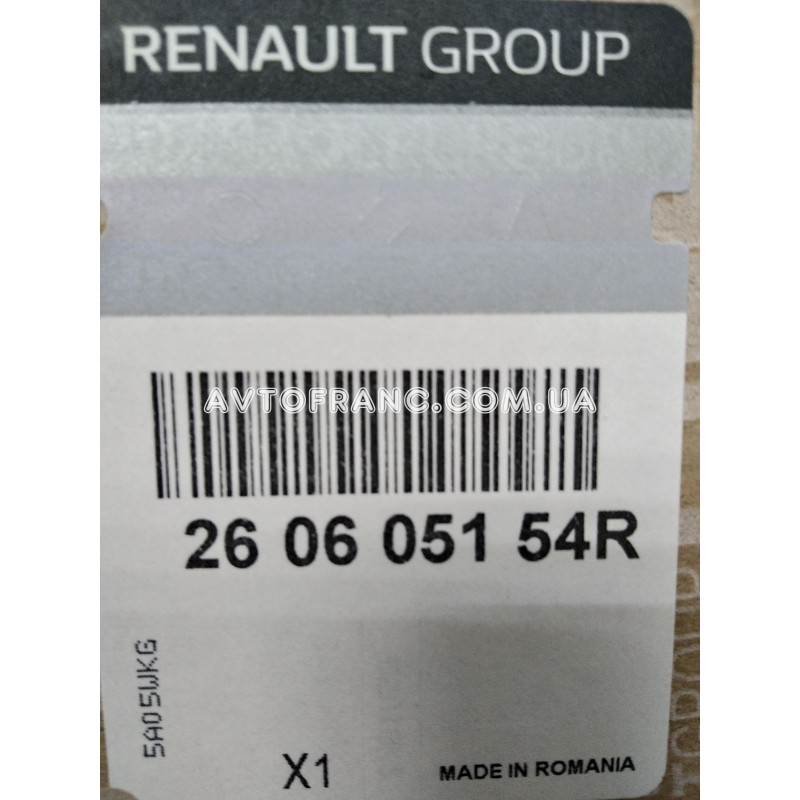 RENAULT GROUP
AVTOFRANC.COM.UA
26 06 051 54R
5A05WKG
X1
MADE IN ROMANIA